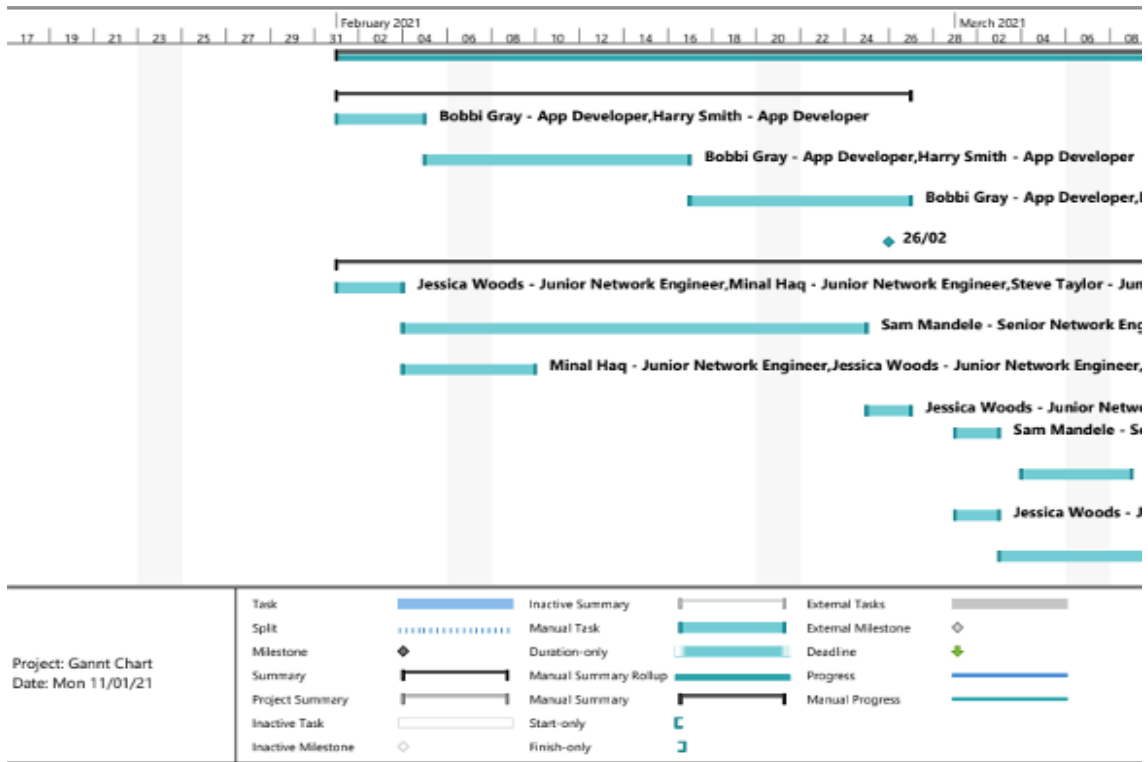 February 2021 March 2021
17 19 21 23 25 27 29 31 02 04 06 08 10 12 14 16 18 20 22 24 26 28 02 04 06 08
Bobbi Gray - App Developer,Harry Smith - App Developer
Bobbi Gray - App Developer,Harry Smith - App Developer
Bobbi Gray - App Developer,
26/02
Jessica Woods - Junior Network Engineer,Minal Haq - Junior Network Engineer,Steve Taylor - Jun
Sam Mandele - Senior Network Eng
Minal Haq - Junior Network Engineer,Jessica Woods - Junior Network Engineer,
Jessica Woods - Junior Netwo
Sam Mandele - Se
Jessica Woods - J
Project: Gannt Chart
Date: Mon 11/01/21
Task Inactive Summary External Tasks
Split Manual Task External Milestone
Milestone Duration-only Deadline
Summary Manual Summary Rollup Progress
Project Summary Manual Summary Manual Progress
Inactive Task Start-only
Inactive Milestone Finish-only